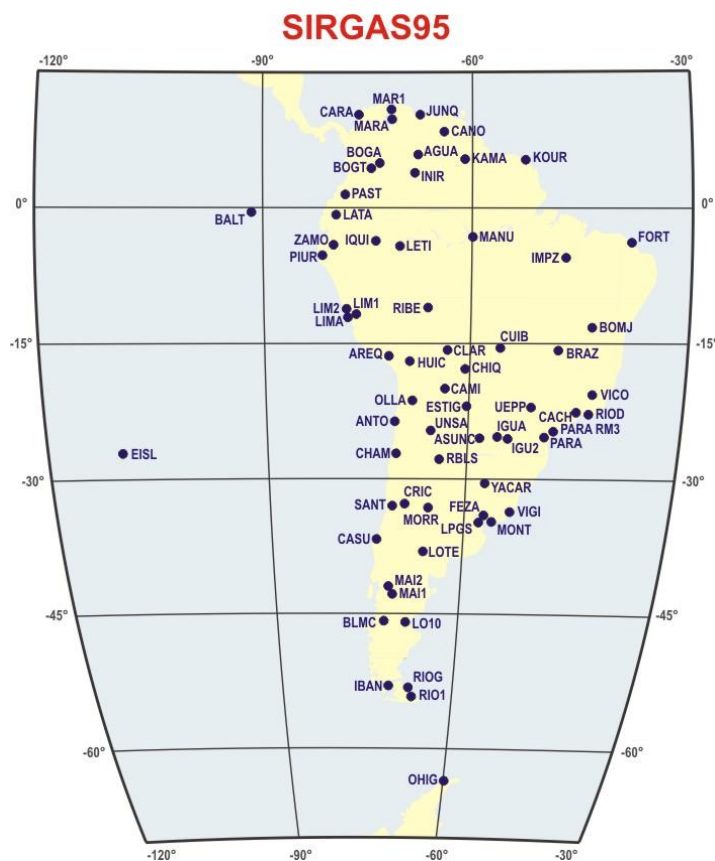 SIRGAS95
-120°
-90°
-60°
-30°
MAR1
CARA
JUNQ
MARA
CANO
BOGA
AGUA
KAMA
KOUR
BOGT
INIR
PAST
0°
0°
BALT
LATA
ZAMO
IQUI
LETI
MANU
FORT
PIUR
IMPZ
LIM2
LIM1
RIBE
LIMA
BOMJ
-15°
-15°
CUIB
AREQ
CLAR
BRAZ
HUIC
CHIQ
CAMI
VICO
OLLA
ESTIG
UEPP
CACH
RIOD
ANTO
UNSA
IGUA
PARA RM3
ASUNC
IGU2
PARA
EISL
CHAM
RBLS
-30°
-30°
YACAR
CRIC
SANT
FEZA
VIGI
MORR
LPGS
MONT
CASU
LOTE
MAI2
MAI1
-45°
-45°
BLMC
LO10
IBAN
RIOG
RIO1
-60°
-60°
OHIG
-120°
-90°
-60°
-30°